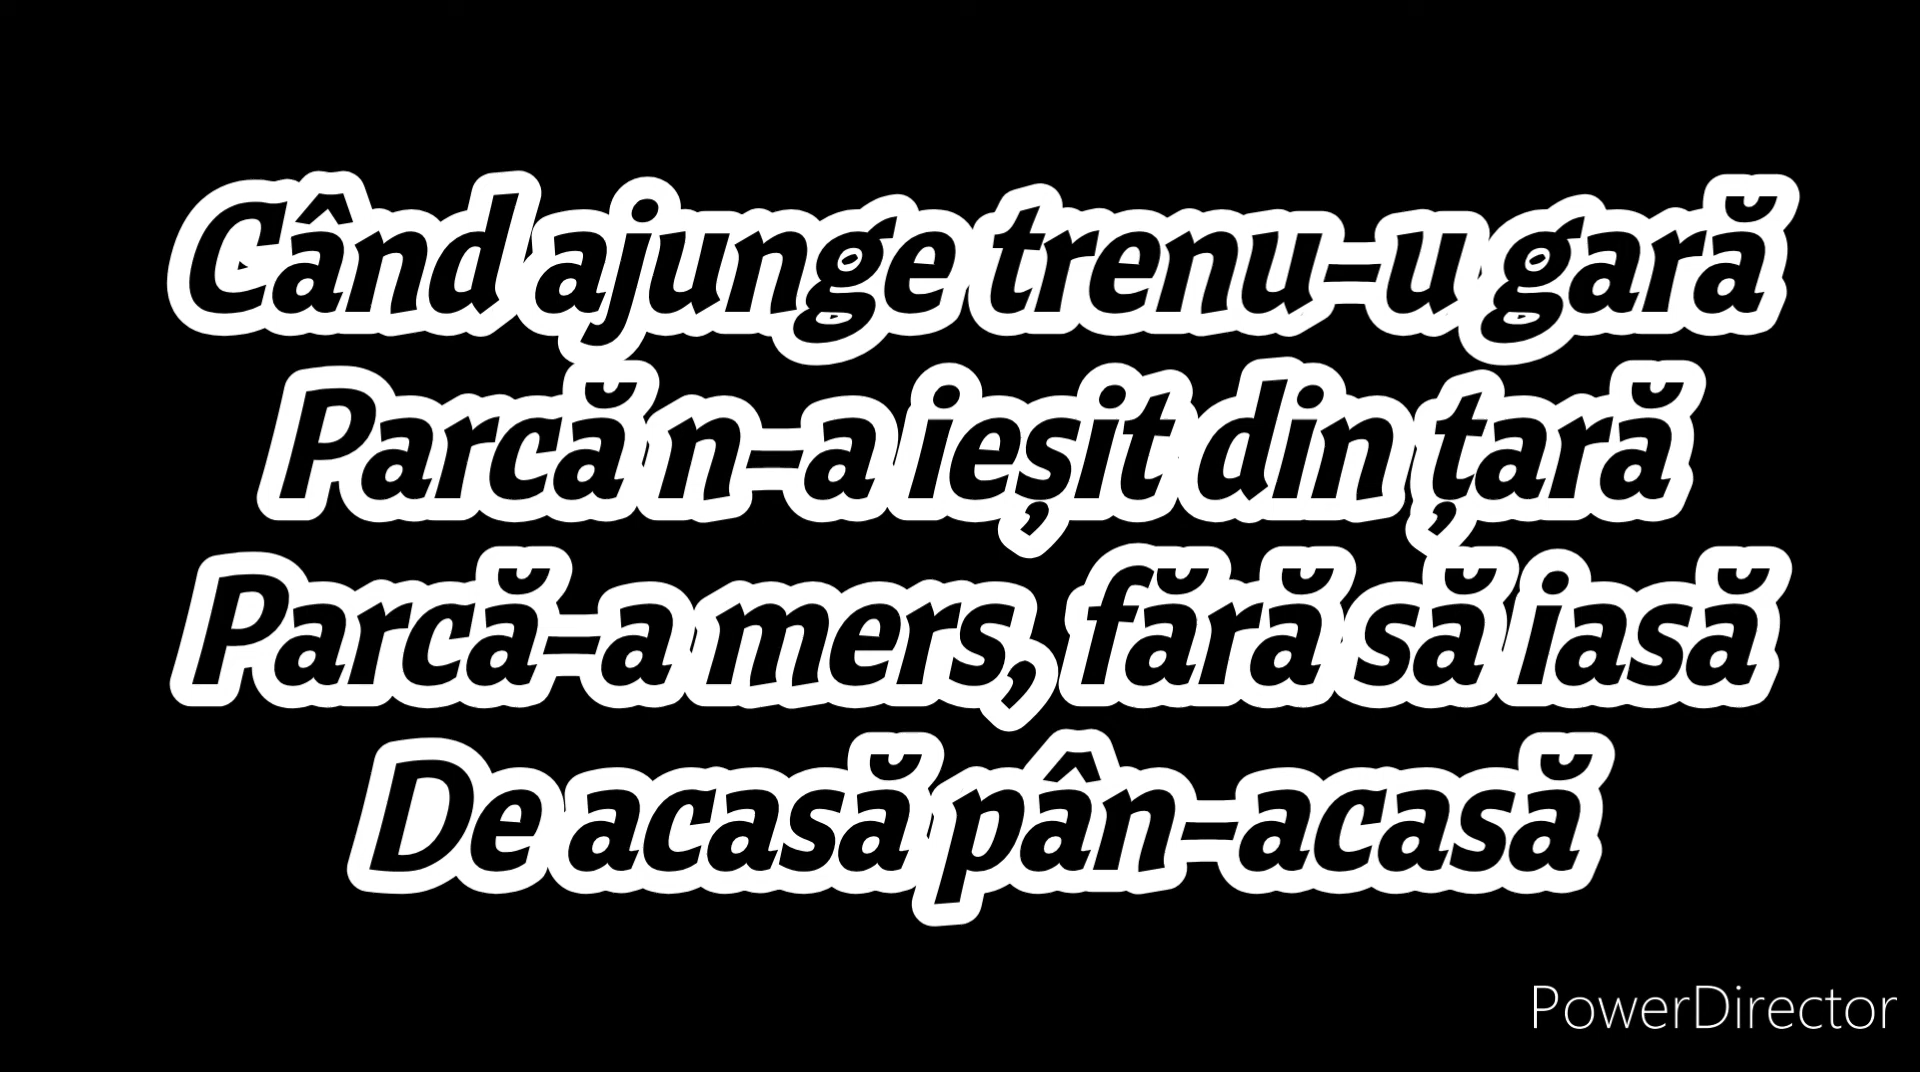 Când ajunge trenu-u gară
Parcă n-a ieșit din țară
Parcă-a mers, fără să iasă
De acasă pân-acasă
PowerDirector